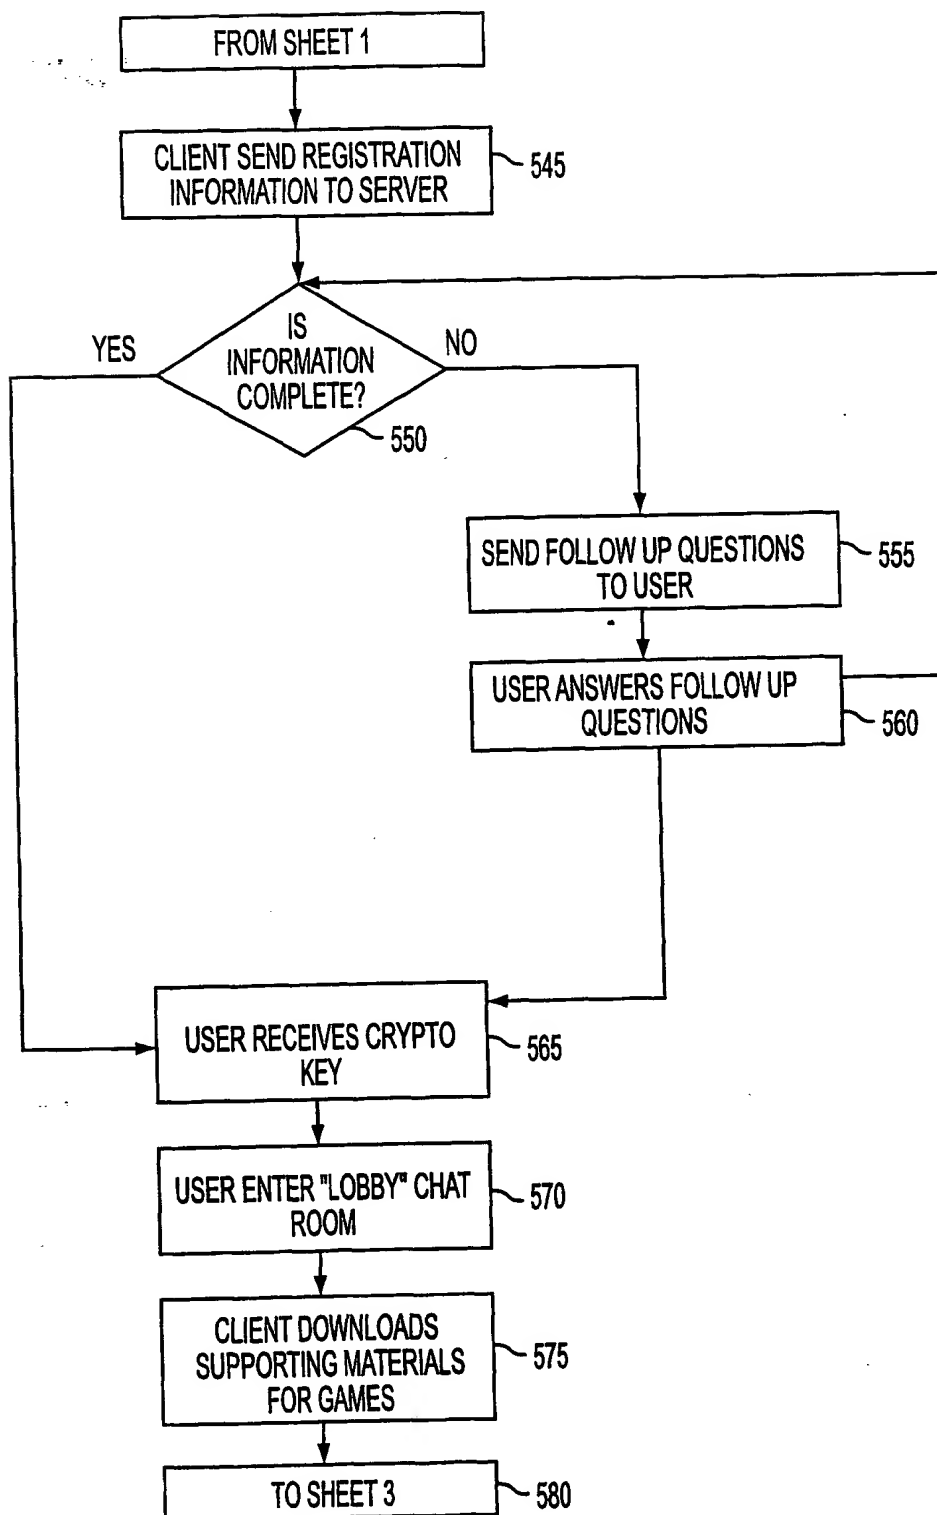 FROM SHEET 1
CLIENT SEND REGISTRATION
INFORMATION TO SERVER
545
IS
INFORMATION
COMPLETE?
YES
NO
550
SEND FOLLOW UP QUESTIONS
TO USER
555
USER ANSWERS FOLLOW UP
QUESTIONS
560
USER RECEIVES CRYPTO
KEY
565
USER ENTER "LOBBY" CHAT
ROOM
570
CLIENT DOWNLOADS
SUPPORTING MATERIALS
FOR GAMES
575
TO SHEET 3
580